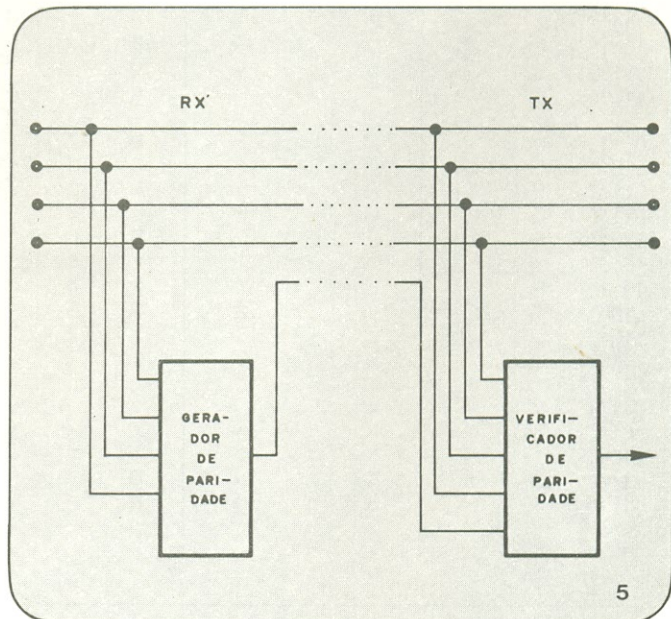 RX
TX
GERA-
DOR
DE
PARI-
DADE
VERIFI-
CADOR
DE
PARI-
DADE
5